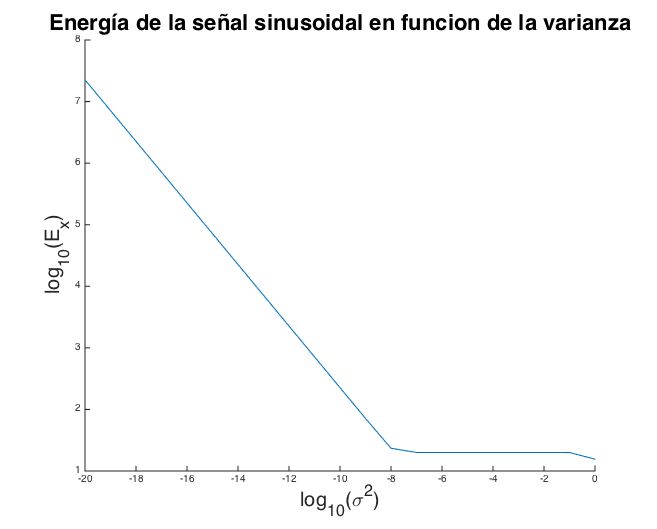 Energía de la señal sinusoidal en funcion de la varianza
8
7
6
5
4
3
2
1
log10(Ex)
-20 -18 -16 -14 -12 -10 -8 -6 -4 -2 0
log10(σ2)